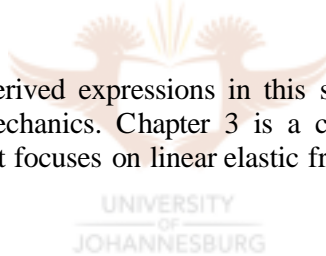 erived expressions in this s
echanics. Chapter 3 is a c
t focuses on linear elastic fr
UNIVERSITY
OF
JOHANNESBURG